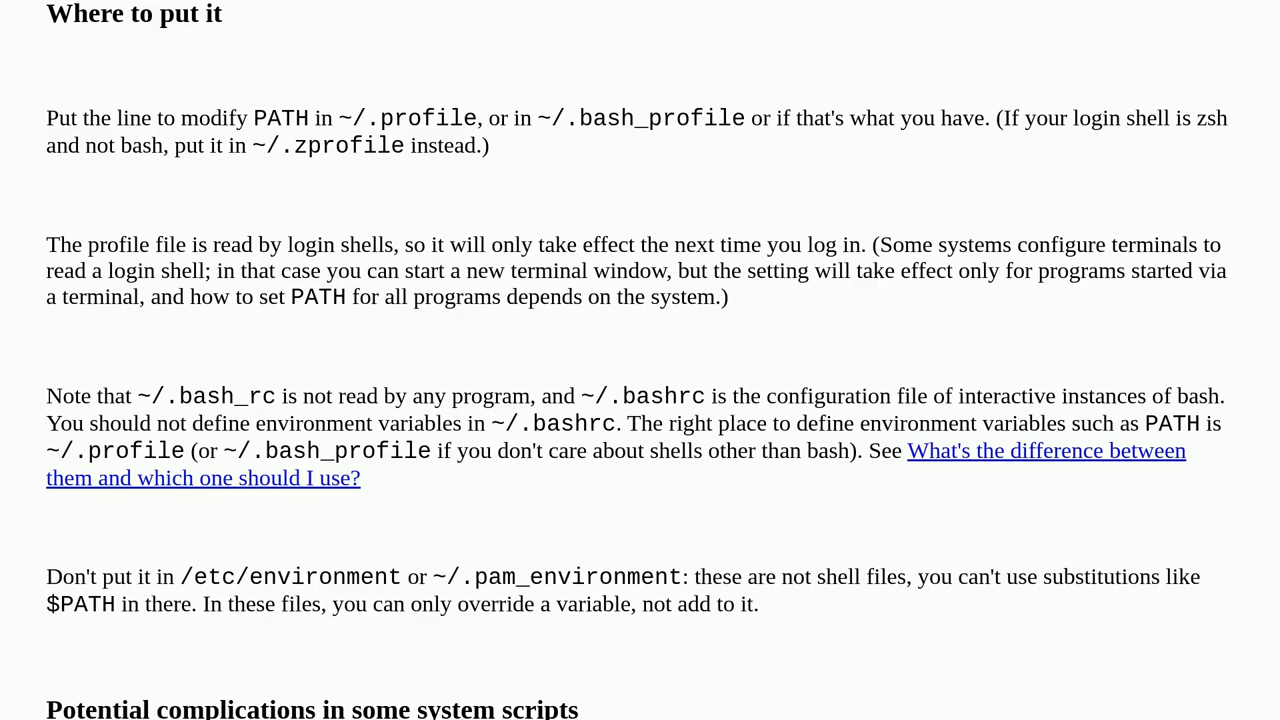 Where to put it
Put the line to modify PATH in ~/.profile, or in ~/.bash_profile or if that's what you have. (If your login shell is zsh
and not bash, put it in ~/.zprofile instead.)
The profile file is read by login shells, so it will only take effect the next time you log in. (Some systems configure terminals to
read a login shell; in that case you can start a new terminal window, but the setting will take effect only for programs started via
a terminal, and how to set PATH for all programs depends on the system.)
Note that ~/.bash_rc is not read by any program, and ~/.bashrc is the configuration file of interactive instances of bash.
You should not define environment variables in ~/.bashrc. The right place to define environment variables such as PATH is
~/.profile (or ~/.bash_profile if you don't care about shells other than bash). See What's the difference between
them and which one should I use?
Don't put it in /etc/environment or ~/.pam_environment: these are not shell files, you can't use substitutions like
$PATH in there. In these files, you can only override a variable, not add to it.
Potential complications in some system scripts